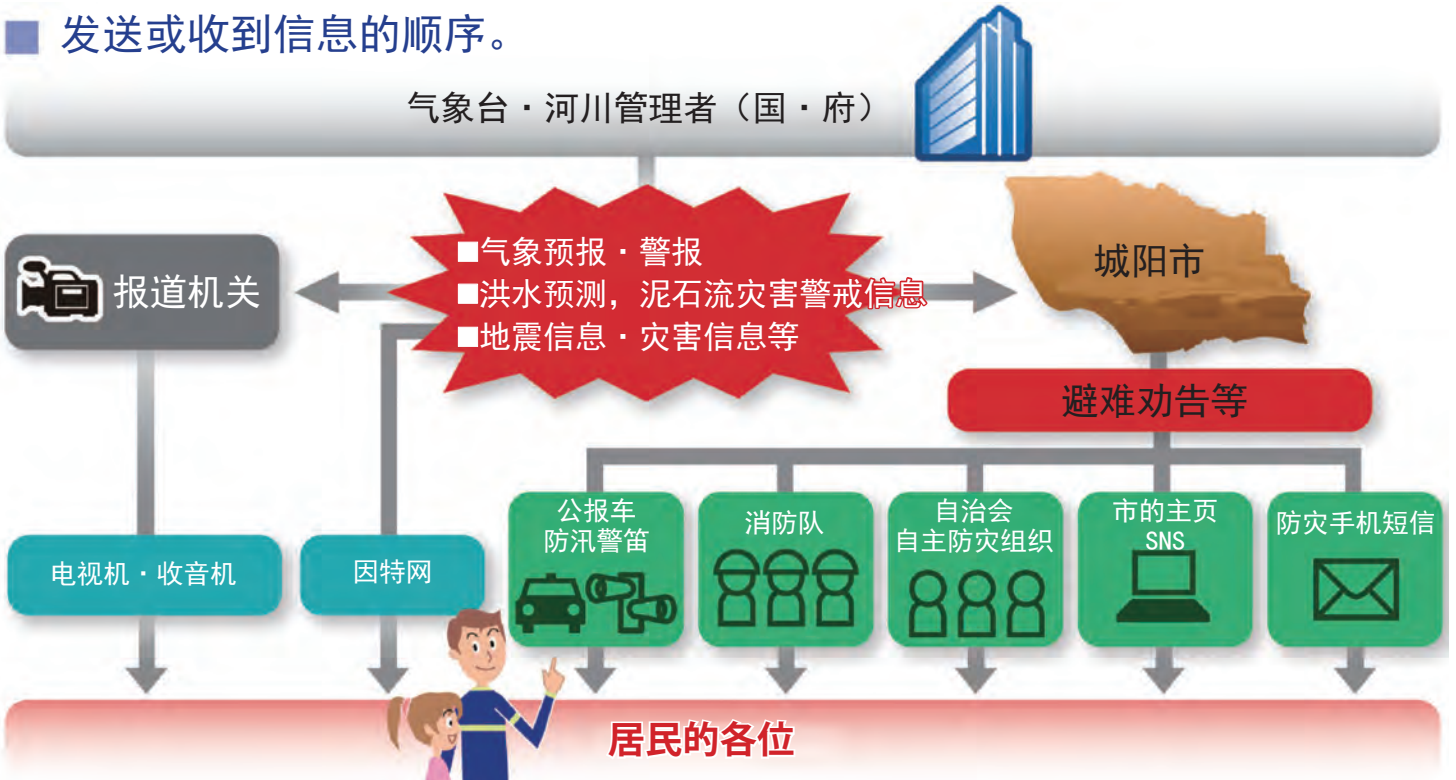 ■ 发送或收到信息的顺序。
气象台・河川管理者（国・府）
■气象预报・警报
■洪水预测，泥石流灾害警戒信息
■地震信息・灾害信息等
报道机关
城阳市
避难劝告等
电视机・收音机
因特网
公报车
防汛警笛
消防队
自治会
自主防灾组织
市的主页
SNS
防灾手机短信
居民的各位